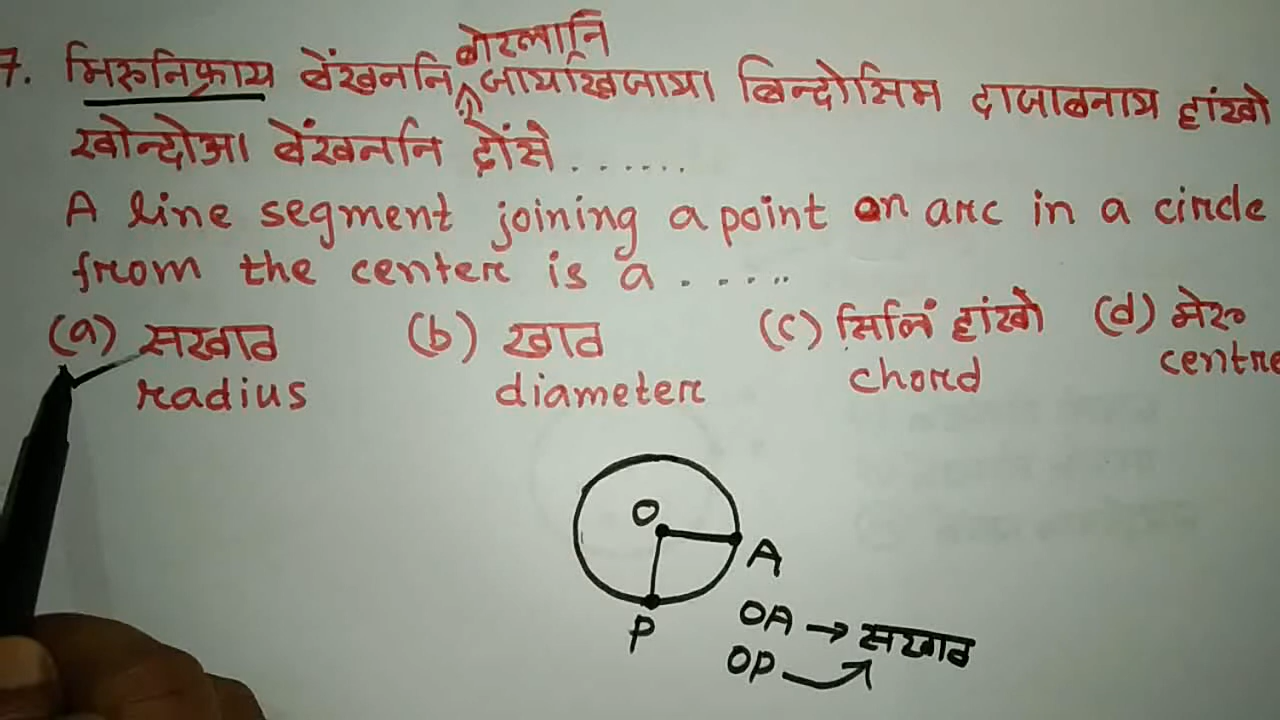 बोरलानि
7. मिरुनिफ्राय बेंखननि जायखिजाया बिन्दोसिम दाजाबनाय हांखो
खोन्दोआ बेंखननि दोंसे . . . . . .
A line segment joining a point on arc in a circle
from the center is a . . . . .
(a) सखाव (b) खाव (c) सिलिं हांखो (d) मेरु
radius diameter chord centre
O
A
P
OA → सखाव
OP